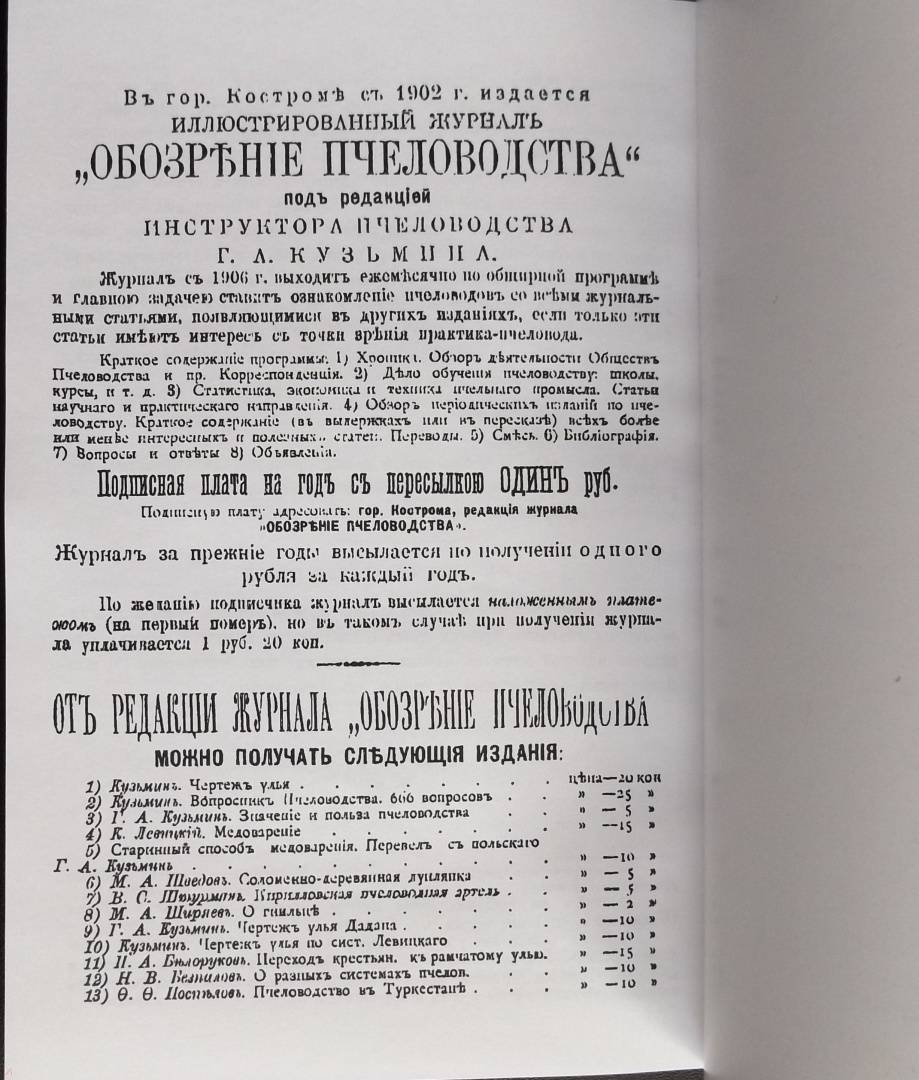 Въ гор. Костромѣ съ 1902 г. издается
ИЛЛЮСТРИРОВАННЫЙ ЖУРНАЛЪ
„ОБОЗРѢНІЕ ПЧЕЛОВОДСТВА“
подъ редакціей
ИНСТРУКТОРА ПЧЕЛОВОДСТВА
Г. А. КУЗЬМИНА.
Журналъ съ 1906 г. выходитъ ежемѣсячно по обширной программѣ
и главною задачею ставитъ ознакомленіе пчеловодовъ со всѣми журналь-
ными статьями, появляющимися въ другихъ изданіяхъ, если только эти
статьи имѣютъ интересъ съ точки зрѣнія практика-пчеловода.
Краткое содержаніе программы: 1) Хроника. Обзоръ дѣятельности Обществъ
Пчеловодства и пр. Корреспонденція. 2) Дѣло обученія пчеловодству: школы,
курсы, и т. д. 3) Статистика, экономика и техника пчельнаго промысла. Статьи
научнаго и практическаго направленія. 4) Обзоръ періодическихъ изданій по пче-
ловодству. Краткое содержаніе (въ выдержкахъ или въ пересказѣ) всѣхъ болѣе
или менѣе интересныхъ и полезныхъ статей. Переводы. 5) Смѣсь. 6) Библіографія.
7) Вопросы и отвѣты 8) Объявленія.
Подписная плата на годъ съ пересылкою ОДИНЪ руб.
Подписную плату адресовать: гор. Кострома, редакція журнала
„ОБОЗРѢНІЕ ПЧЕЛОВОДСТВА“.
Журналъ за прежніе годы высылается по полученіи одного
рубля за каждый годъ.
По желанію подписчика журналъ высылается наложеннымъ плате-
жомъ (на первый номеръ), но въ такомъ случаѣ при полученіи журна-
ла уплачивается 1 руб. 20 коп.
ОТЪ РЕДАКЦІИ ЖУРНАЛА „ОБОЗРѢНІЕ ПЧЕЛОВОДСТВА
МОЖНО ПОЛУЧАТЬ СЛѢДУЮЩІЯ ИЗДАНІЯ:
1) Кузьминъ. Чертежъ улья . . . . . . . . цѣна—20 коп
2) Кузьминъ. Вопросникъ Пчеловодства. 666 вопросовъ . . „ —25 „
3) Г. А. Кузьминъ. Значеніе и польза пчеловодства . . „ — 5 „
4) К. Левицкій. Медовареніе . . . . . . . „ —15 „
5) Старинный способъ медоваренія. Перевелъ съ польскаго
Г. А. Кузьминъ . . . . . . . . . . . „ —10 „
6) М. А. Шведовъ. Соломенно-деревянная луплянка . . „ — 5 „
7) В. С. Кирилловская пчеловодная артель . . „ — 5 „
8) М. А. Ширяевъ. О гнильцѣ . . . . . . . „ — 2 „
9) Г. А. Кузьминъ. Чертежъ улья Дадана . . . . . „ —10 „
10) Кузьминъ. Чертежъ улья по сист. Левицкаго . . . „ —10 „
11) П. А. Бѣлоруковъ. Переходъ крестьян. къ рамчатому улью. „ —15 „
12) Н. В. О разныхъ системахъ пчелов. . . „ —10 „
13) Ѳ. Ѳ. Поспѣловъ. Пчеловодство въ Туркестанѣ . . . „ —10 „